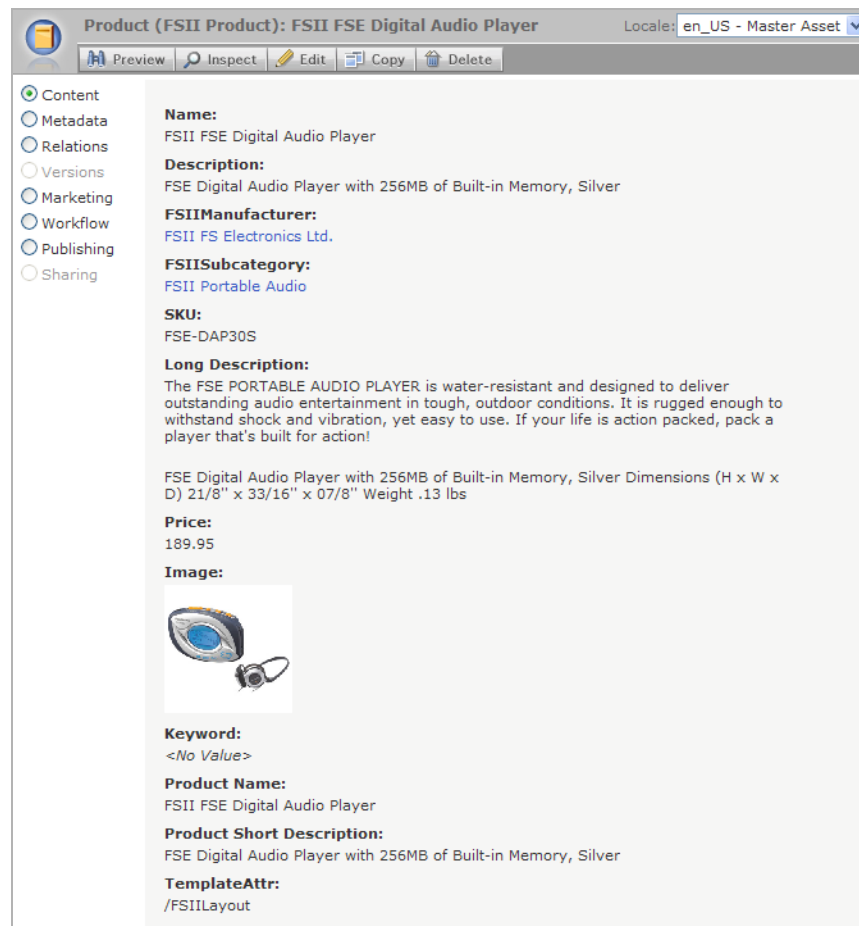 Product (FSII Product): FSII FSE Digital Audio Player Locale: en_US - Master Asset
Preview Inspect Edit Copy Delete
Content
Metadata
Relations
Versions
Marketing
Workflow
Publishing
Sharing
Name:
FSII FSE Digital Audio Player
Description:
FSE Digital Audio Player with 256MB of Built-in Memory, Silver
FSIIManufacturer:
FSII FS Electronics Ltd.
FSIISubcategory:
FSII Portable Audio
SKU:
FSE-DAP30S
Long Description:
The FSE PORTABLE AUDIO PLAYER is water-resistant and designed to deliver
outstanding audio entertainment in tough, outdoor conditions. It is rugged enough to
withstand shock and vibration, yet easy to use. If your life is action packed, pack a
player that's built for action!
FSE Digital Audio Player with 256MB of Built-in Memory, Silver Dimensions (H x W x
D) 21/8'' x 33/16'' x 07/8'' Weight .13 lbs
Price:
189.95
Image:
Keyword:
<No Value>
Product Name:
FSII FSE Digital Audio Player
Product Short Description:
FSE Digital Audio Player with 256MB of Built-in Memory, Silver
TemplateAttr:
/FSIILayout